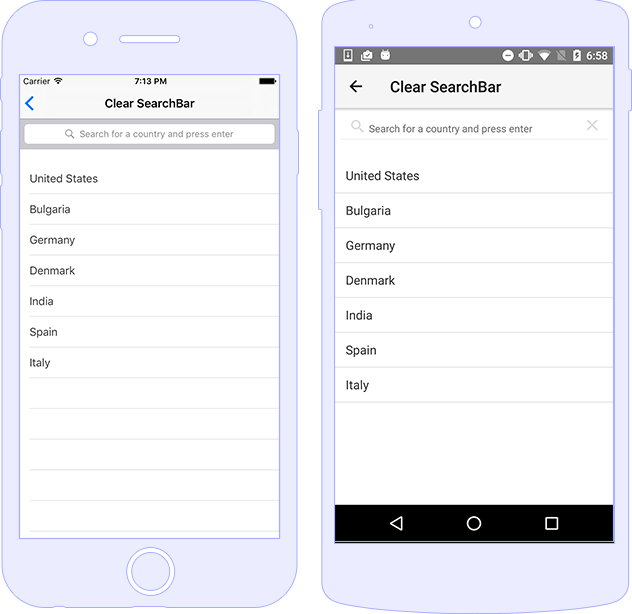 Carrier 7:13 PM
Clear SearchBar
Search for a country and press enter
United States
Bulgaria
Germany
Denmark
India
Spain
Italy
6:58
Clear SearchBar
Search for a country and press enter
United States
Bulgaria
Germany
Denmark
India
Spain
Italy